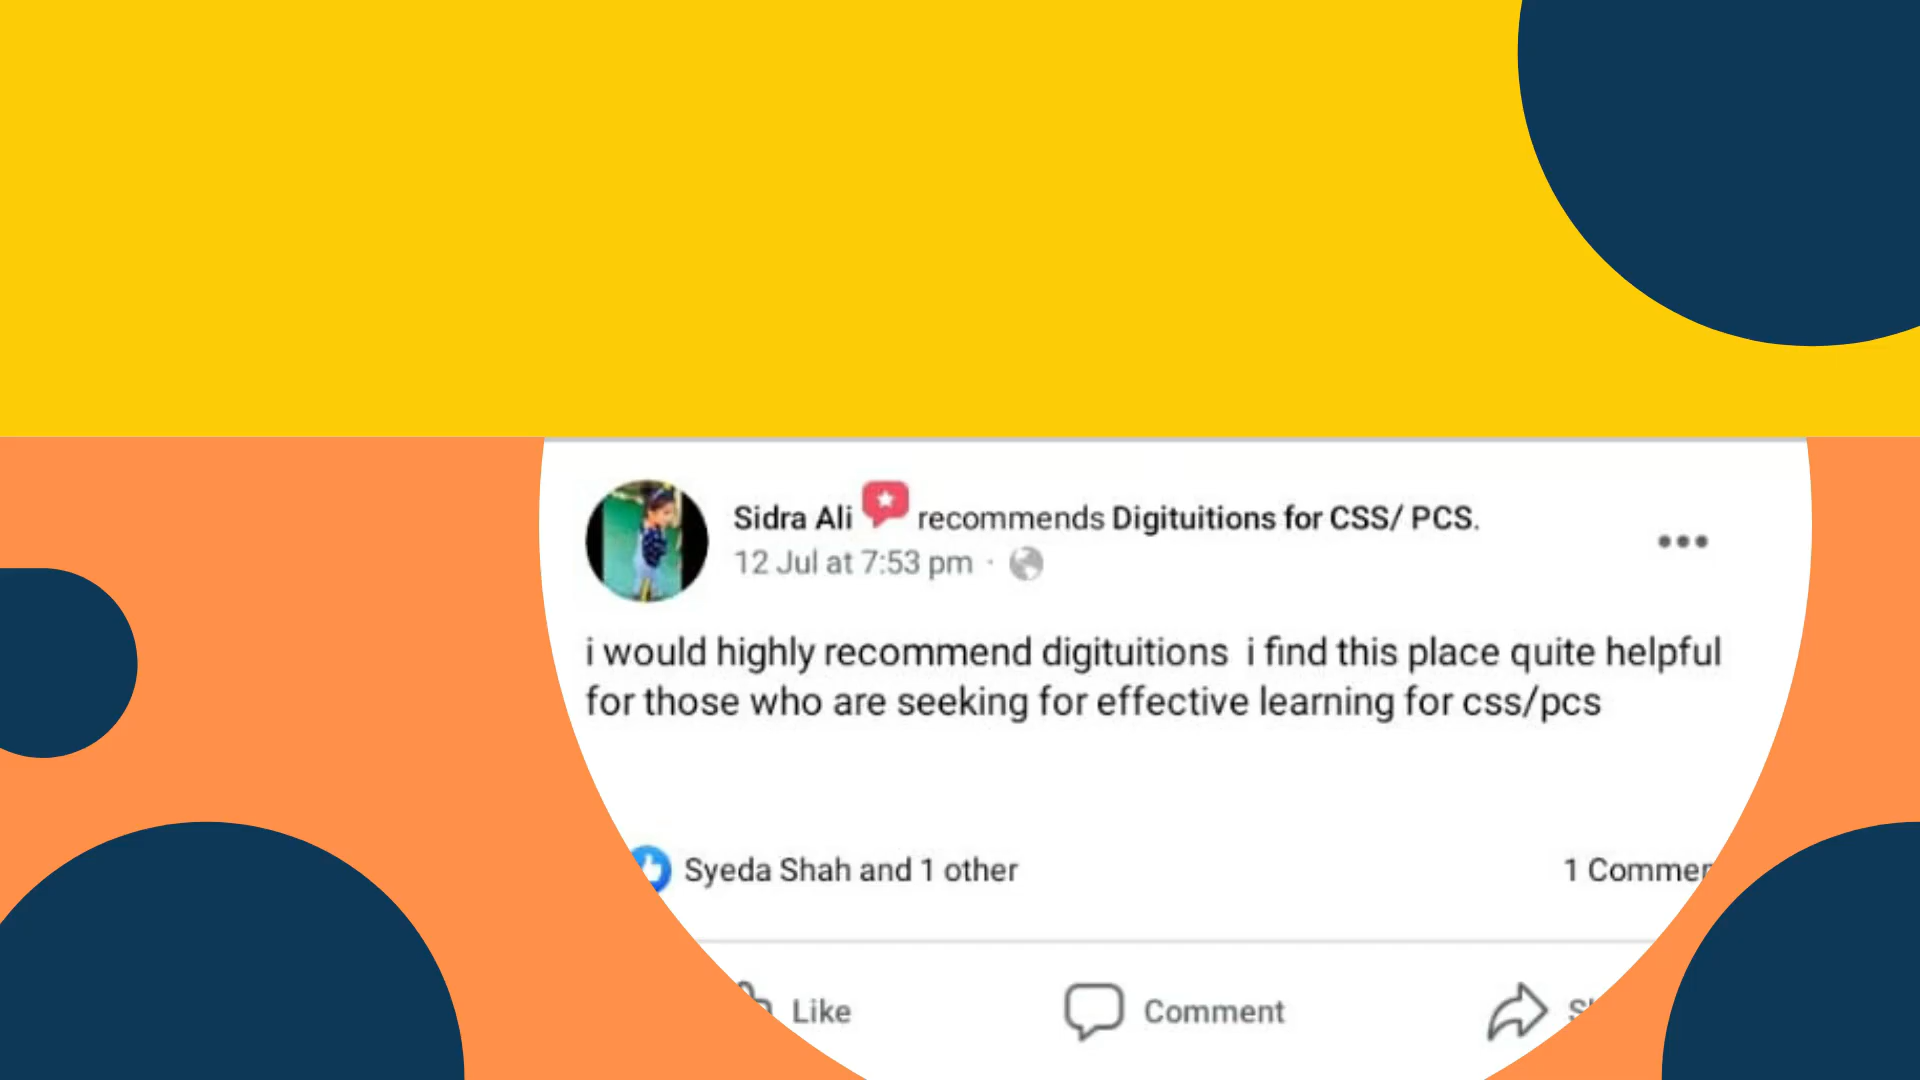 Sidra Ali recommends Digituitions for CSS/ PCS.
12 Jul at 7:53 pm ·
i would highly recommend digituitions  i find this place quite helpful
for those who are seeking for effective learning for css/pcs
Syeda Shah and 1 other
1 Commen
Like
Comment